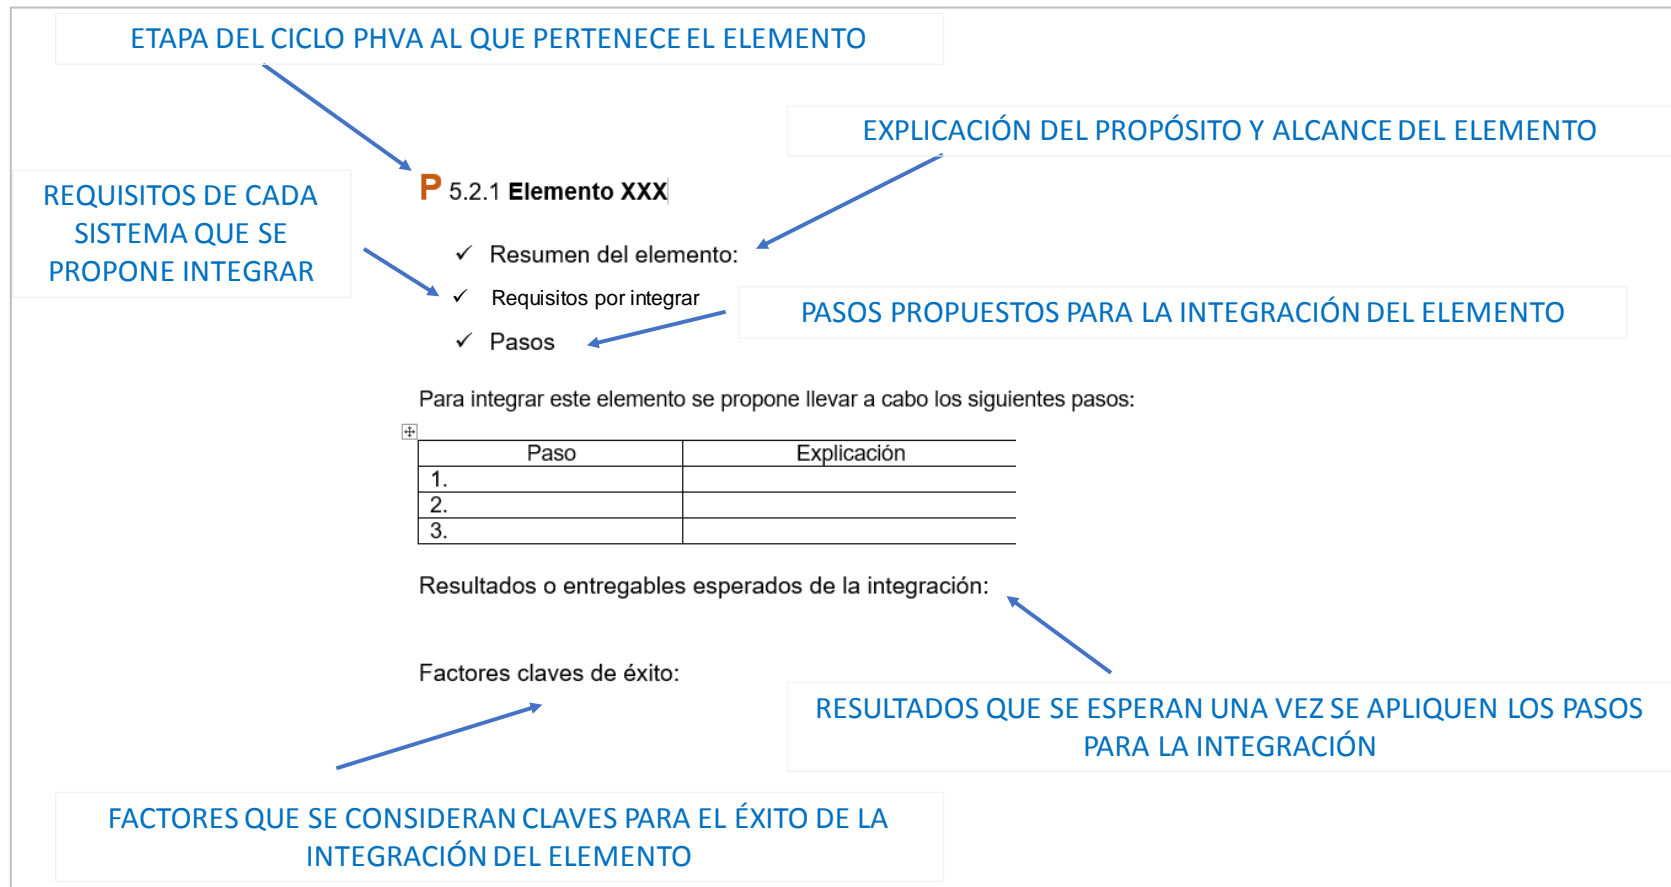 ETAPA DEL CICLO PHVA AL QUE PERTENECE EL ELEMENTO
EXPLICACIÓN DEL PROPÓSITO Y ALCANCE DEL ELEMENTO
REQUISITOS DE CADA
SISTEMA QUE SE
PROPONE INTEGRAR
P 5.2.1 Elemento XXX
✓ Resumen del elemento:
✓ Requisitos por integrar
PASOS PROPUESTOS PARA LA INTEGRACIÓN DEL ELEMENTO
✓ Pasos
Para integrar este elemento se propone llevar a cabo los siguientes pasos:
Paso Explicación
1.
2.
3.
Resultados o entregables esperados de la integración:
Factores claves de éxito:
RESULTADOS QUE SE ESPERAN UNA VEZ SE APLIQUEN LOS PASOS
PARA LA INTEGRACIÓN
FACTORES QUE SE CONSIDERAN CLAVES PARA EL ÉXITO DE LA
INTEGRACIÓN DEL ELEMENTO